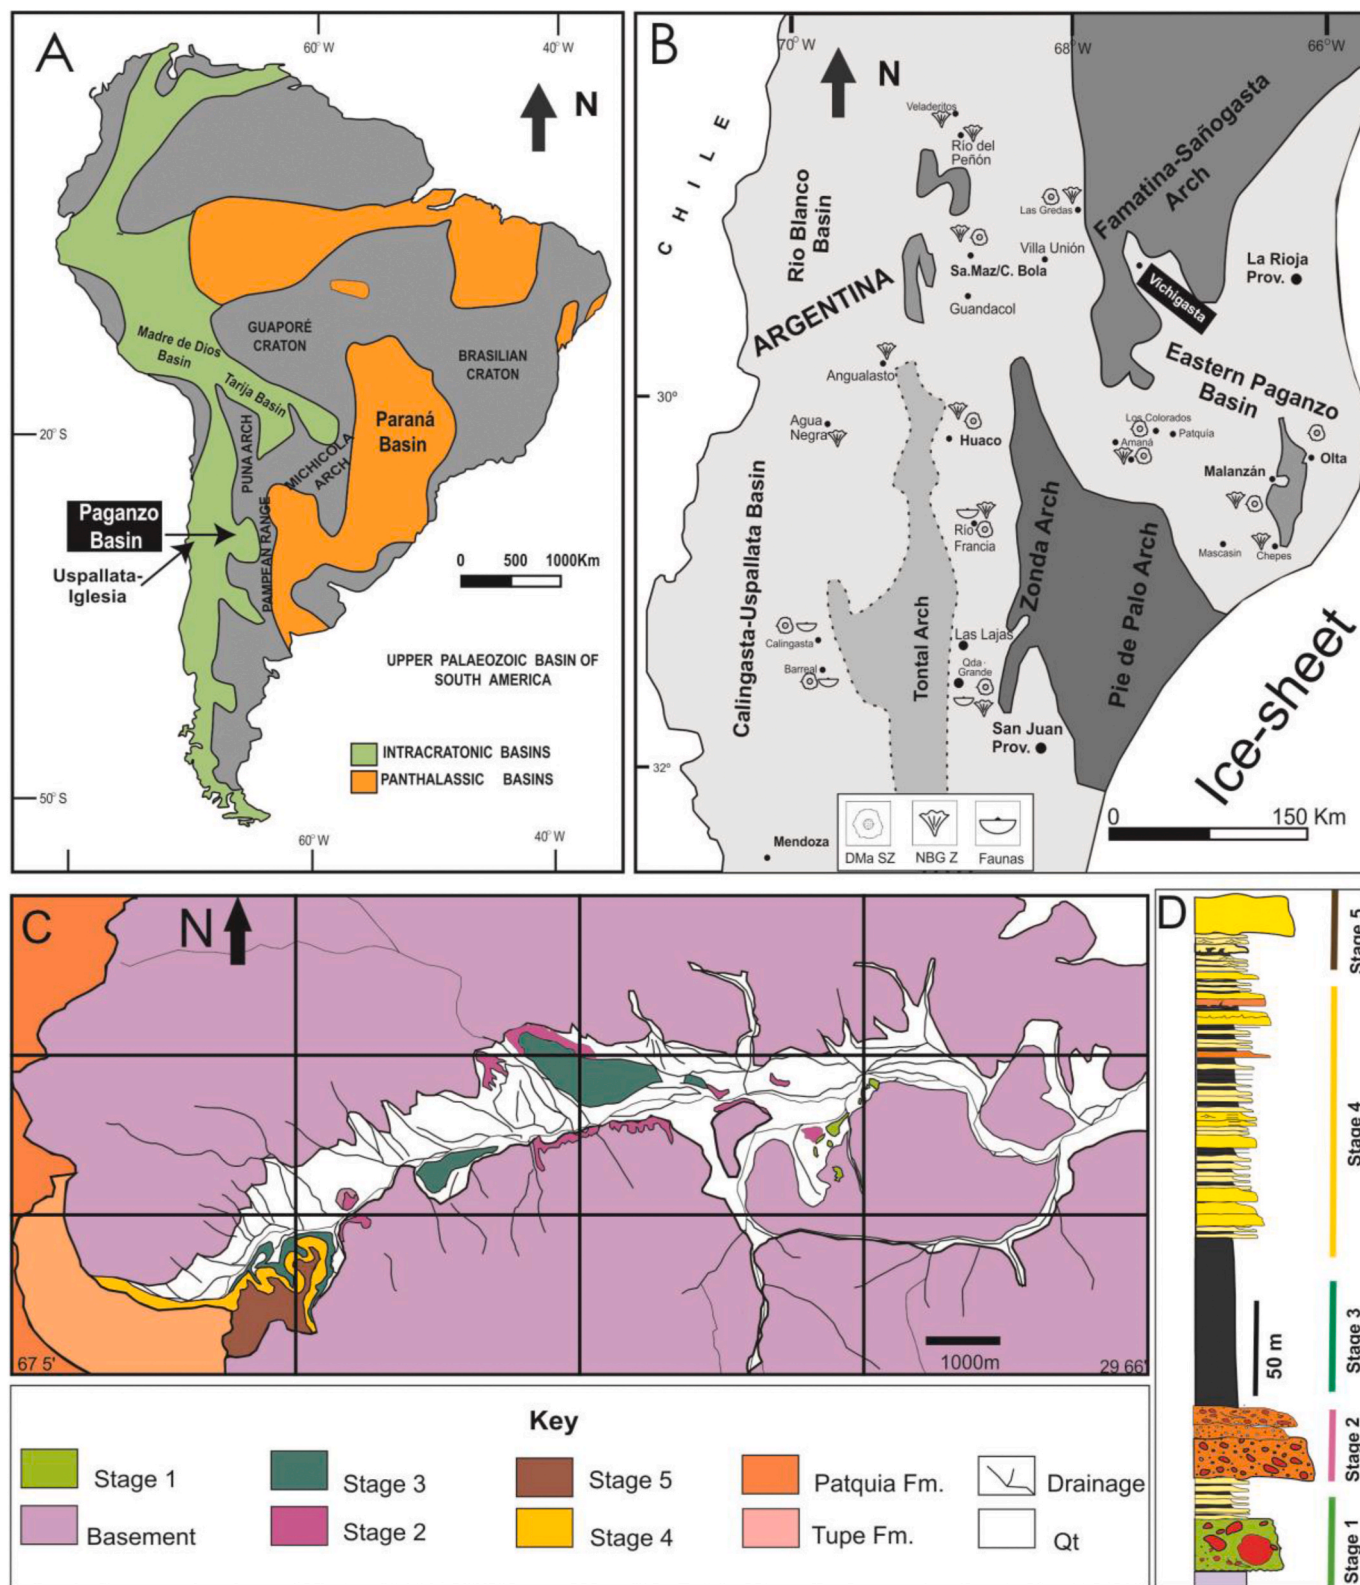 A
60° W
40° W
N
Madre de Dios
Basin
Tarija Basin
GUAPORÉ
CRATON
BRASILIAN
CRATON
Paraná
Basin
20° S
PUNA ARCH
MICHICOLA
ARCH
PAMPEAN RANGE
Paganzo
Basin
Uspallata-
Iglesia
0 500 1000Km
UPPER PALAEOZOIC BASIN OF
SOUTH AMERICA
INTRACRATONIC BASINS
PANTHALASSIC BASINS
50° S
60° W
40° W
B
70° W
68° W
66° W
N
CHILE
Veladeritos
Río del
Peñón
Río Blanco
Basin
Las Gredas
Famatina-Sañogasta
Arch
Villa Unión
Sa.Maz/C. Bola
La Rioja
Prov.
Vichigasta
Guandacol
ARGENTINA
Angualasto
30°
Eastern Paganzo
Basin
Agua
Negra
Huaco
Los Colorados
Amaná
Patquía
Olta
Malanzán
Calingasta-Uspallata Basin
Río
Francia
Zonda Arch
Pie de Palo Arch
Mascasin
Chepes
Calingasta
Barreal
Tontal Arch
Las Lajas
Qda.
Grande
San Juan
Prov.
32°
Ice-sheet
Mendoza
DMa SZ
NBG Z
Faunas
0 150 Km
C
N
67 5'
1000m
29 66'
D
Stage 5
Stage 4
Stage 3
50 m
Stage 2
Stage 1
Key
Stage 1
Stage 3
Stage 5
Patquia Fm.
Drainage
Basement
Stage 2
Stage 4
Tupe Fm.
Qt